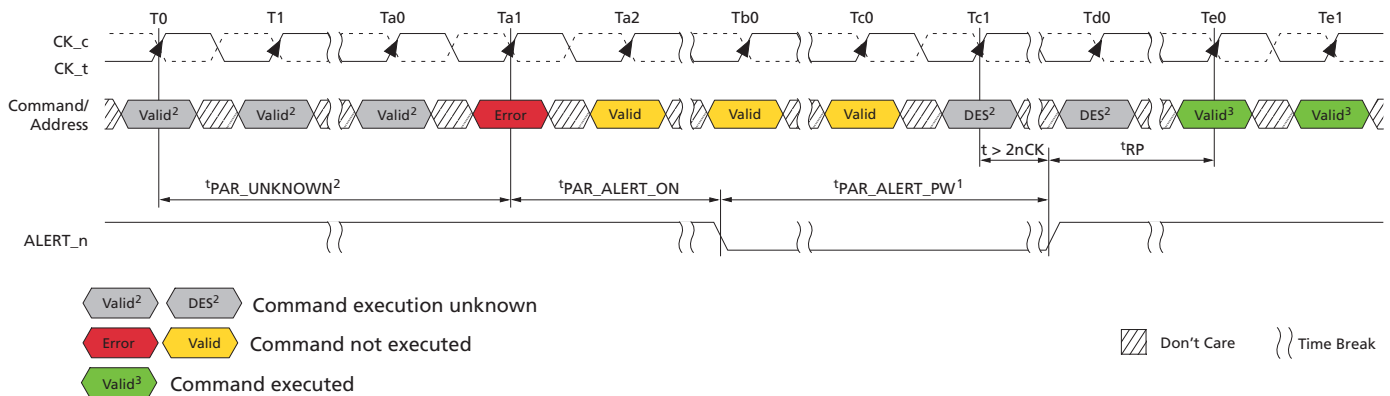 T0 T1 Ta0 Ta1 Ta2 Tb0 Tc0 Tc1 Td0 Te0 Te1
CK_c
CK_t
Command/
Address
Valid² Valid² Valid² Error Valid Valid Valid DES² DES² Valid³ Valid³
t > 2nCK tRP
tPAR_UNKNOWN² tPAR_ALERT_ON tPAR_ALERT_PW¹
ALERT_n
Valid² DES² Command execution unknown
Error Valid Command not executed
Don't Care Time Break
Valid³ Command executed